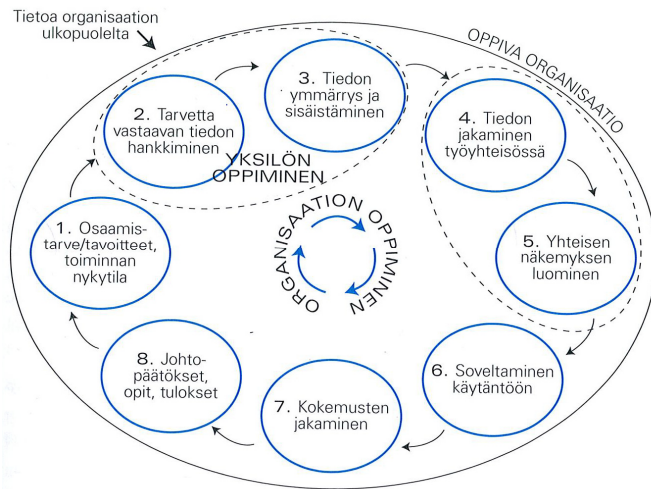 Tietoa organisaation
ulkopuolelta
OPPIVA ORGANISAATIO
1. Osaamis-
tarve/tavoitteet,
toiminnan
nykytila
2. Tarvetta
vastaavan tiedon
hankkiminen
3. Tiedon
ymmärrys ja
sisäistäminen
YKSILÖN
OPPIMINEN
4. Tiedon
jakaminen
työyhteisössä
5. Yhteisen
näkemyksen
luominen
6. Soveltaminen
käytäntöön
7. Kokemusten
jakaminen
8. Johto-
päätökset,
opit, tulokset
ORGANISAATION OPPIMINEN